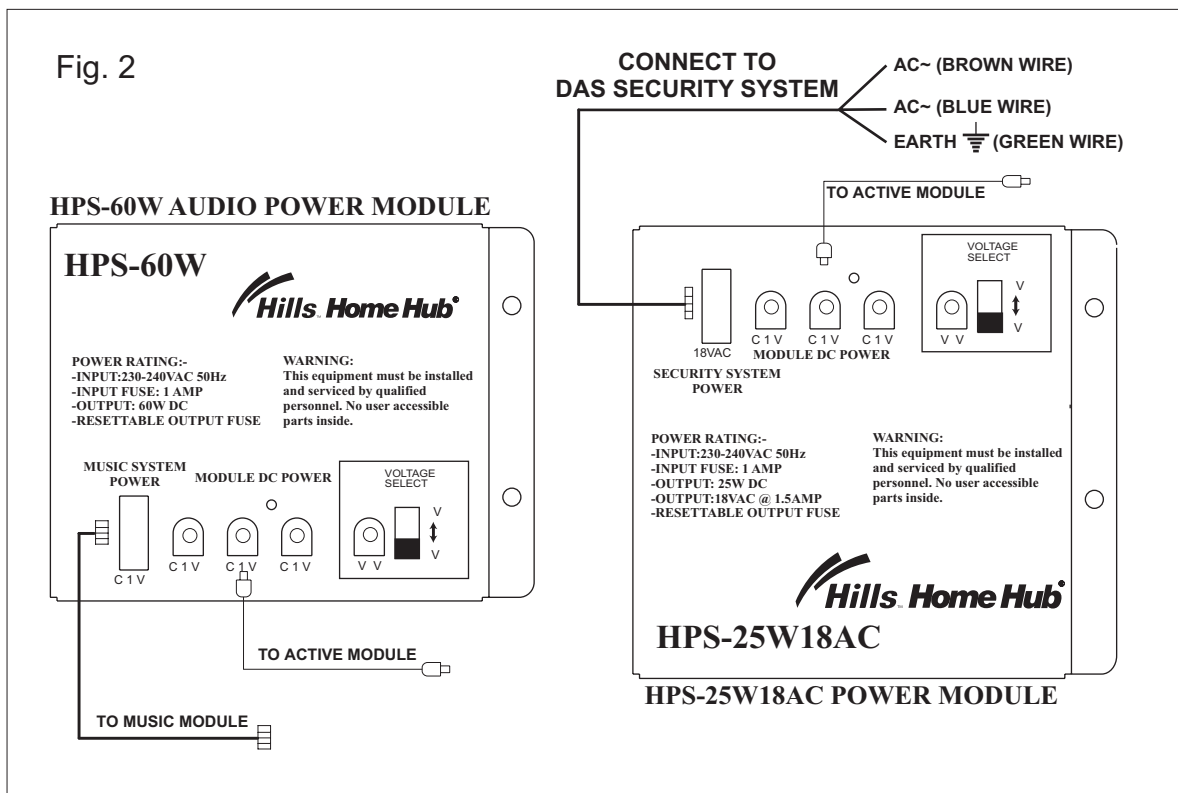 Fig. 2
CONNECT TO
DAS SECURITY SYSTEM
AC~ (BROWN WIRE)
AC~ (BLUE WIRE)
EARTH (GREEN WIRE)
HPS-60W AUDIO POWER MODULE
HPS-60W
Hills Home Hub
POWER RATING:-
-INPUT:230-240VAC 50Hz
-INPUT FUSE: 1 AMP
-OUTPUT: 60W DC
-RESETTABLE OUTPUT FUSE
WARNING:
This equipment must be installed
and serviced by qualified
personnel. No user accessible
parts inside.
MUSIC SYSTEM
POWER
MODULE DC POWER
VOLTAGE
SELECT
V
V
C 1 V
C 1 V
C 1 V
C 1 V
V V
TO ACTIVE MODULE
TO MUSIC MODULE
TO ACTIVE MODULE
VOLTAGE
SELECT
V
V
18VAC
C 1 V
C 1 V
C 1 V
V V
MODULE DC POWER
SECURITY SYSTEM
POWER
POWER RATING:-
-INPUT:230-240VAC 50Hz
-INPUT FUSE: 1 AMP
-OUTPUT: 25W DC
-OUTPUT:18VAC @ 1.5AMP
-RESETTABLE OUTPUT FUSE
WARNING:
This equipment must be installed
and serviced by qualified
personnel. No user accessible
parts inside.
Hills Home Hub
HPS-25W18AC
HPS-25W18AC POWER MODULE